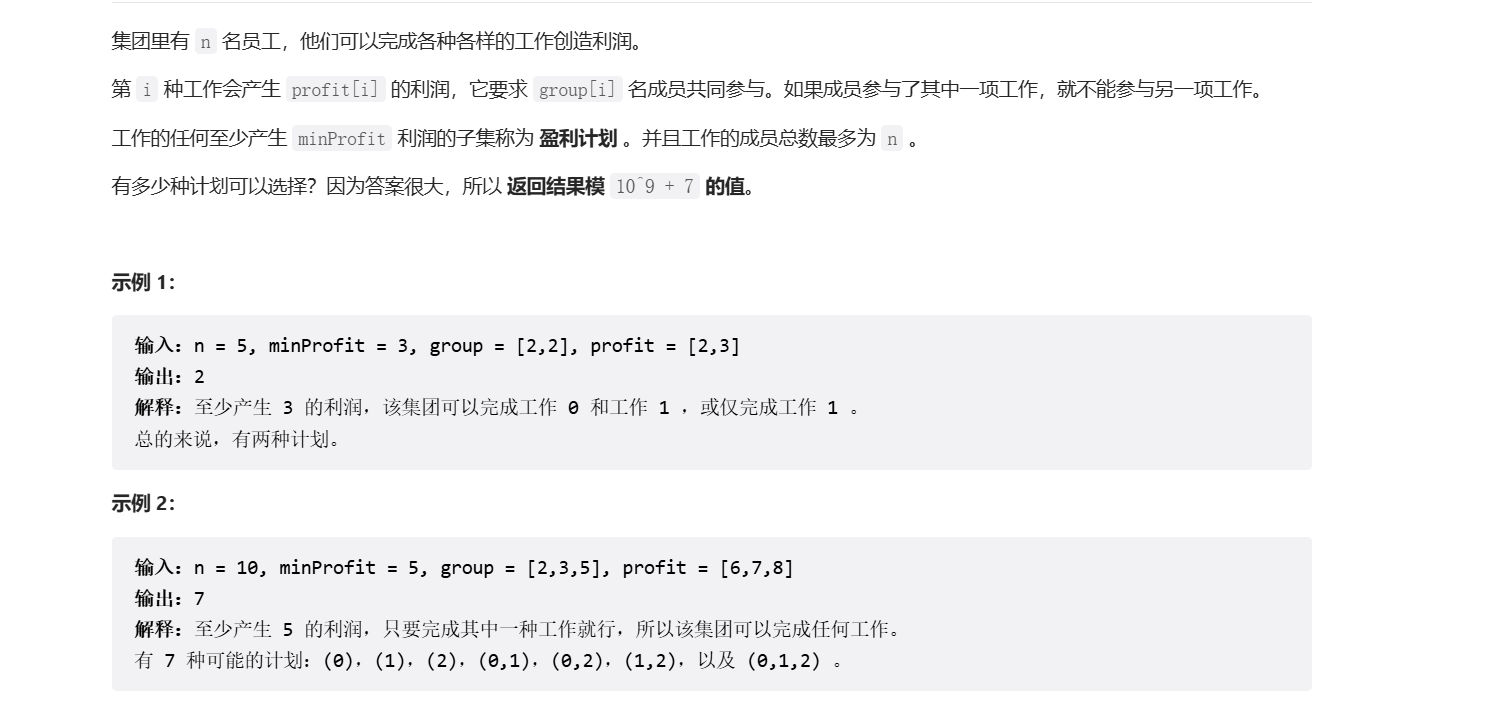 集团里有 n 名员工，他们可以完成各种各样的工作创造利润。
第 i 种工作会产生 profit[i] 的利润，它要求 group[i] 名成员共同参与。如果成员参与了其中一项工作，就不能参与另一项工作。
工作的任何至少产生 minProfit 利润的子集称为 盈利计划 。并且工作的成员总数最多为 n 。
有多少种计划可以选择？因为答案很大，所以 返回结果模 10^9 + 7 的值。
示例 1：
输入：n = 5, minProfit = 3, group = [2,2], profit = [2,3]
输出：2
解释：至少产生 3 的利润，该集团可以完成工作 0 和工作 1 ，或仅完成工作 1 。
总的来说，有两种计划。
示例 2：
输入：n = 10, minProfit = 5, group = [2,3,5], profit = [6,7,8]
输出：7
解释：至少产生 5 的利润，只要完成其中一种工作就行，所以该集团可以完成任何工作。
有 7 种可能的计划：(0)，(1)，(2)，(0,1)，(0,2)，(1,2)，以及 (0,1,2) 。